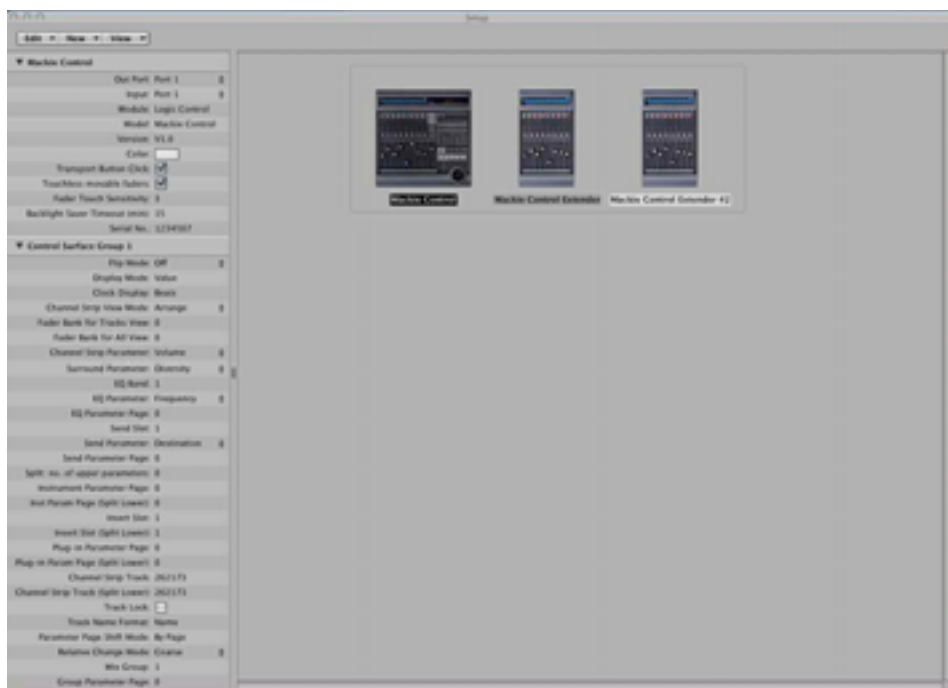 Setup
Edit New View
Mackie Control
Out Port: Port 1
Input: Port 1
Module: Logic Control
Model: Mackie Control
Version: V1.0
Color:
Transport Button Click:
Touchless movable faders:
Fader Touch Sensitivity: 3
Backlight Saver Timeout (min): 15
Serial No.: 1234567
Control Surface Group 1
Flip Mode: Off
Display Mode: Value
Clock Display: Beats
Channel Strip View Mode: Arrange
Fader Bank for Tracks View: 0
Fader Bank for All View: 0
Channel Strip Parameter: Volume
Surround Parameter: Diversity
EQ Band: 1
EQ Parameter: Frequency
EQ Parameter Page: 0
Send Slot: 1
Send Parameter: Destination
Send Parameter Page: 0
Split: no. of upper parameters: 0
Instrument Parameter Page: 0
Inst Param Page (Split Lower): 0
Insert Slot: 1
Insert Slot (Split Lower): 1
Plug-in Parameter Page: 0
Plug-in Param Page (Split Lower): 0
Channel Strip Track: 262173
Channel Strip Track (Split Lower): 262173
Track Lock:
Track Name Format: Name
Parameter Page Shift Mode: By Page
Relative Change Mode: Coarse
Mix Group: 1
Group Parameter Page: 0
Mackie Control
Mackie Control Extender
Mackie Control Extender #2